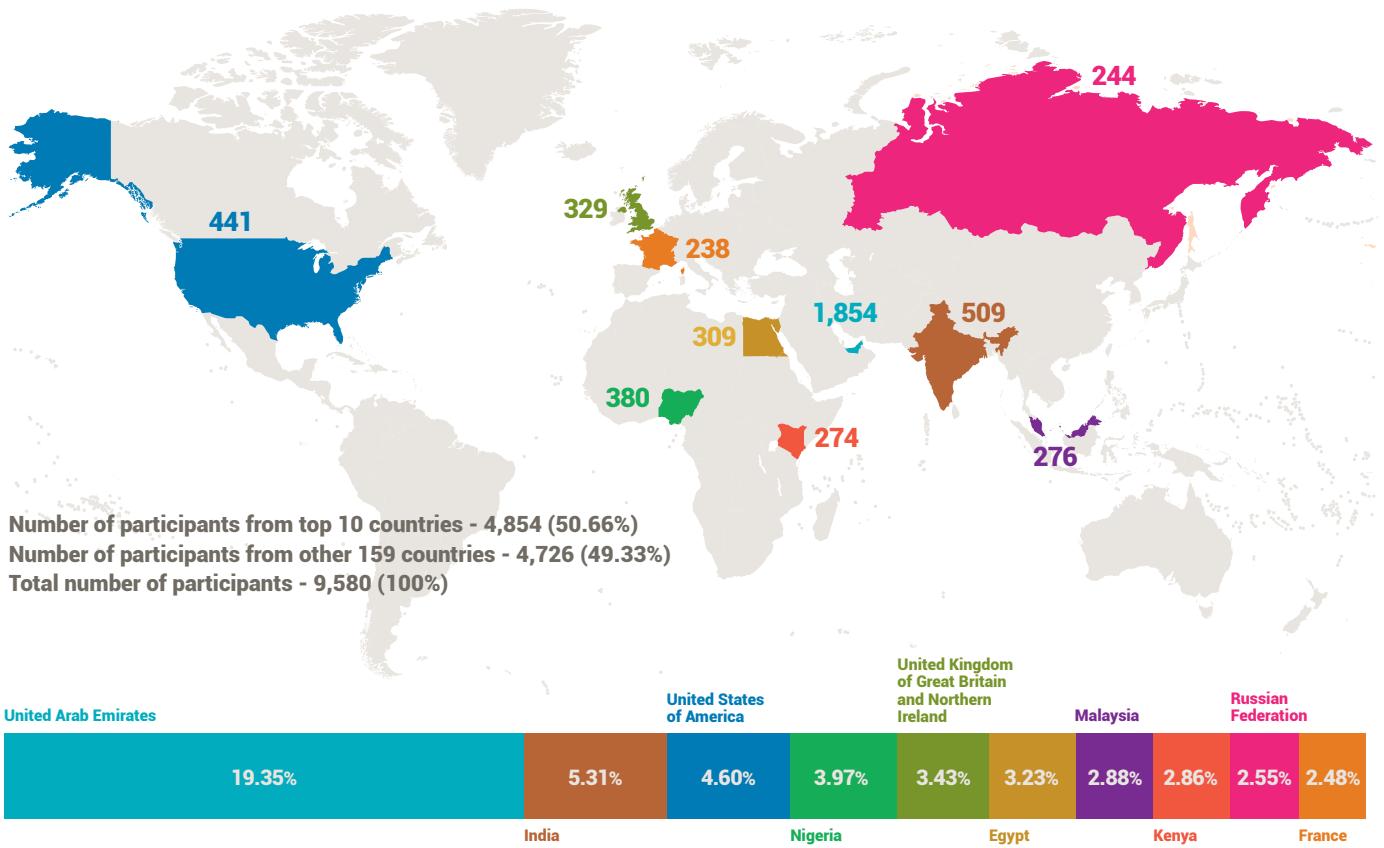 244
441
329
238
1,854
509
309
380
274
276
Number of participants from top 10 countries - 4,854 (50.66%)
Number of participants from other 159 countries - 4,726 (49.33%)
Total number of participants - 9,580 (100%)
United Arab Emirates
United States
of America
United Kingdom
of Great Britain
and Northern
Ireland
Malaysia
Russian
Federation
19.35%
5.31%
4.60%
3.97%
3.43%
3.23%
2.88%
2.86%
2.55%
2.48%
India
Nigeria
Egypt
Kenya
France